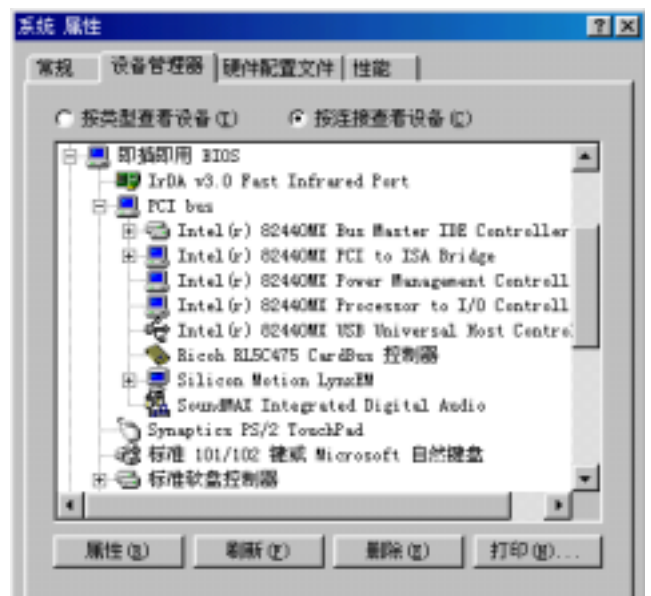 系统 属性
常规 设备管理器 硬件配置文件 性能
按类型查看设备(T) 按连接查看设备(C)
即插即用 BIOS
IrDA v3.0 Fast Infrared Port
PCI bus
Intel(r) 82440MX Bus Master IDE Controller
Intel(r) 82440MX PCI to ISA Bridge
Intel(r) 82440MX Power Management Controll
Intel(r) 82440MX Processor to I/O Controll
Intel(r) 82440MX USB Universal Host Contro
Ricoh RL5C475 CardBus 控制器
Silicon Motion LynxEM
SoundMAX Integrated Digital Audio
Synaptics PS/2 TouchPad
标准 101/102 键或 Microsoft 自然键盘
标准软盘控制器
属性(R) 刷新(F) 删除(E) 打印(N)...